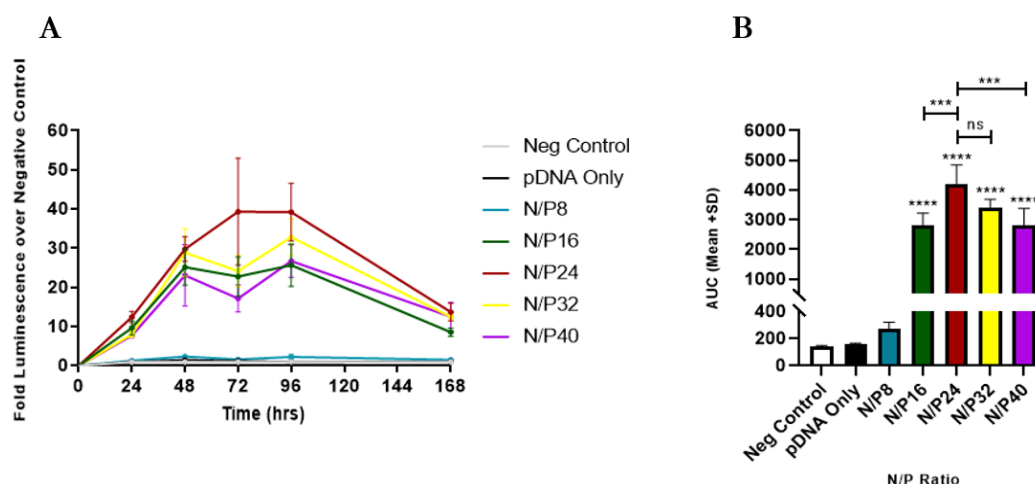 A
B
Fold Luminescence over Negative Control
60
50
40
30
20
10
0
0 24 48 72 96 120 144 168
Time (hrs)
Neg Control
pDNA Only
N/P8
N/P16
N/P24
N/P32
N/P40
AUC (Mean +SD)
6000
5000
4000
3000
2000
1000
400
200
0
***
***
ns
****
****
****
****
Neg Control
pDNA Only
N/P8
N/P16
N/P24
N/P32
N/P40
N/P Ratio